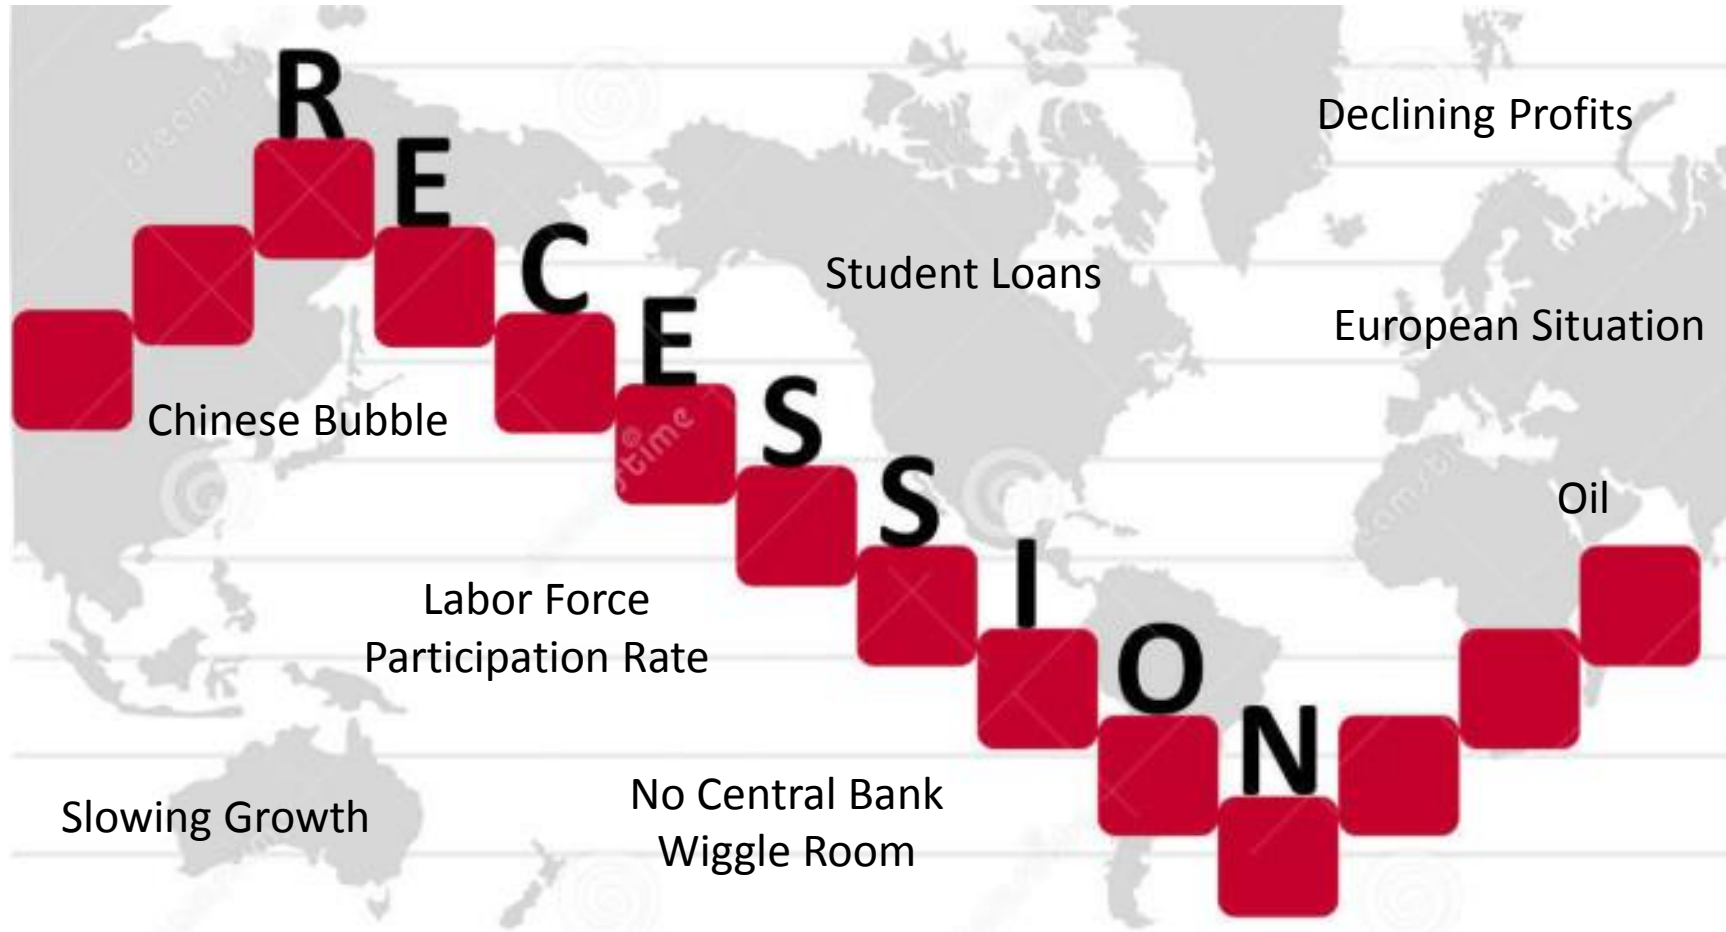 RECESSION
Declining Profits
Student Loans
European Situation
Chinese Bubble
Oil
Labor Force
Participation Rate
No Central Bank
Wiggle Room
Slowing Growth